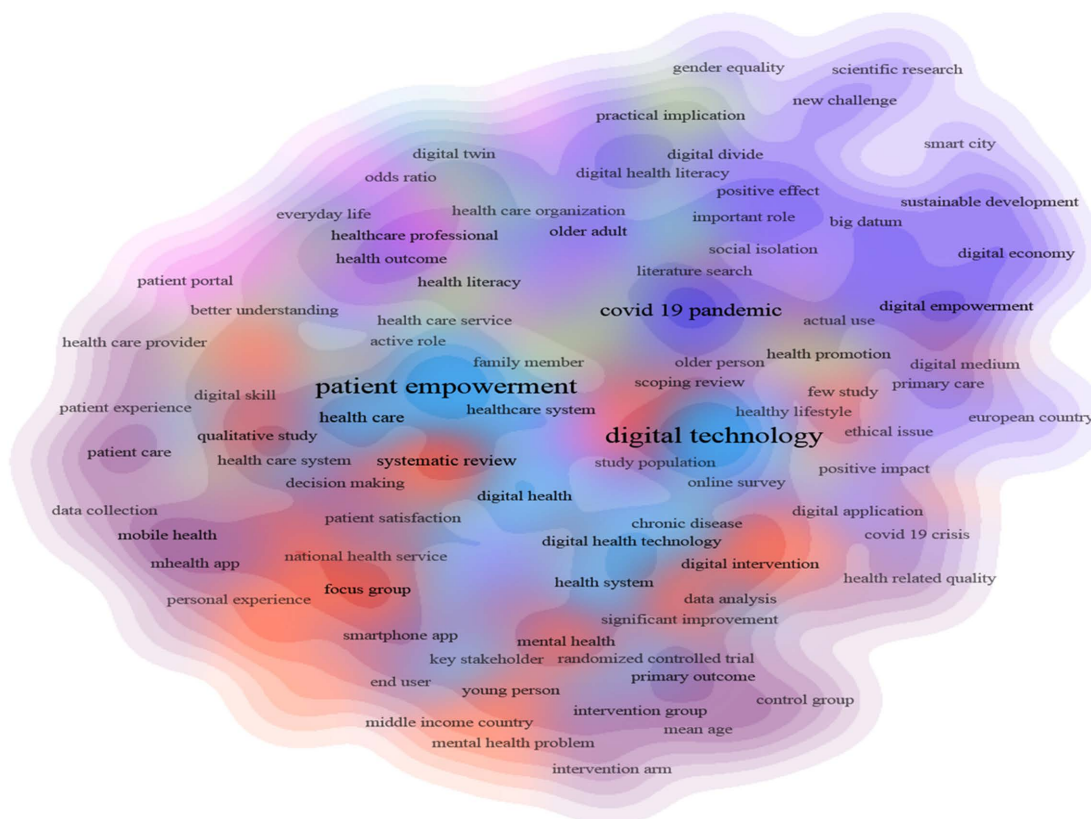 gender equality
scientific research
new challenge
practical implication
smart city
digital twin
digital divide
odds ratio
digital health literacy
positive effect
sustainable development
everyday life
health care organization
important role
big datum
healthcare professional
older adult
social isolation
digital economy
health outcome
literature search
patient portal
health literacy
better understanding
covid 19 pandemic
digital empowerment
health care service
actual use
health care provider
active role
family member
older person
health promotion
digital medium
patient empowerment
scoping review
primary care
digital skill
few study
patient experience
health care
healthcare system
healthy lifestyle
european country
qualitative study
digital technology
ethical issue
patient care
health care system
systematic review
study population
positive impact
decision making
online survey
digital health
data collection
patient satisfaction
chronic disease
digital application
mobile health
digital health technology
covid 19 crisis
mhealth app
national health service
digital intervention
focus group
health system
health related quality
personal experience
data analysis
significant improvement
smartphone app
mental health
key stakeholder
randomized controlled trial
primary outcome
end user
young person
control group
intervention group
middle income country
mean age
mental health problem
intervention arm